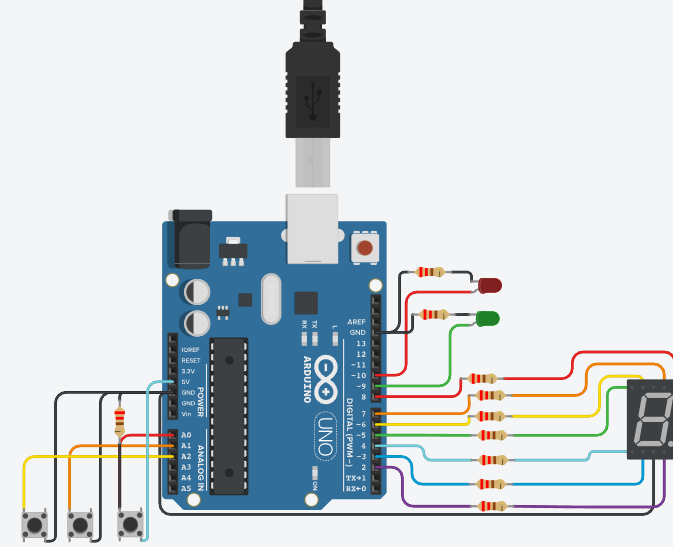 AREF
GND
13
12
~11
~10
~9
8
7
~6
~5
4
~3
2
TX→1
RX←0
DIGITAL (PWM~)
L
TX
RX
ARDUINO
UNO
ON
IOREF
RESET
3.3V
5V
GND
GND
Vin
POWER
A0
A1
A2
A3
A4
A5
ANALOG IN